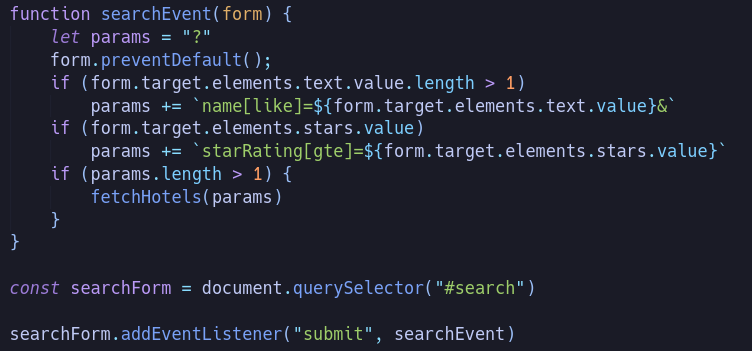 function searchEvent(form) {
    let params = "?"
    form.preventDefault();
    if (form.target.elements.text.value.length > 1)
        params += `name[like]=${form.target.elements.text.value}&`
    if (form.target.elements.stars.value)
        params += `starRating[gte]=${form.target.elements.stars.value}`
    if (params.length > 1) {
        fetchHotels(params)
    }
}

const searchForm = document.querySelector("#search")

searchForm.addEventListener("submit", searchEvent)